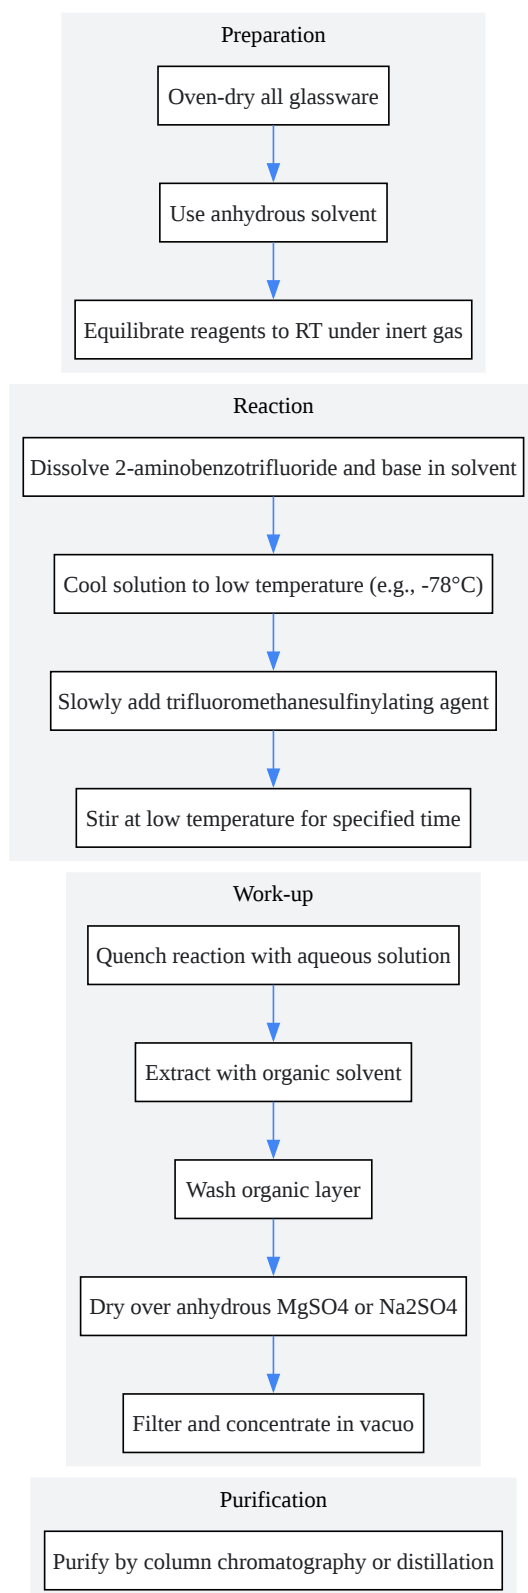 Preparation
Oven-dry all glassware
Use anhydrous solvent
Equilibrate reagents to RT under inert gas
Reaction
Dissolve 2-aminobenzotrifluoride and base in solvent
Cool solution to low temperature (e.g., -78°C)
Slowly add trifluoromethanesulfinylating agent
Stir at low temperature for specified time
Work-up
Quench reaction with aqueous solution
Extract with organic solvent
Wash organic layer
Dry over anhydrous MgSO4 or Na2SO4
Filter and concentrate in vacuo
Purification
Purify by column chromatography or distillation